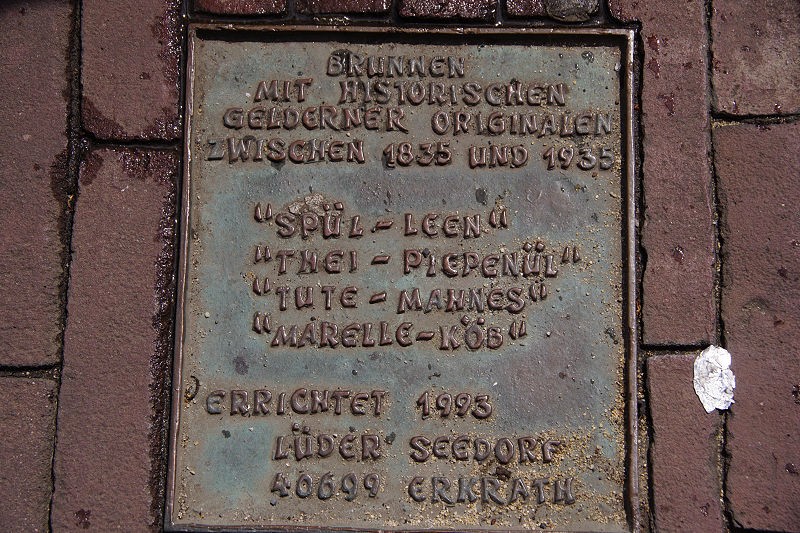 BRUNNEN
MIT HISTORISCHEN
GELDERNER ORIGINALEN
ZWISCHEN 1835 UND 1935
"SPÜL-LEEN"
"THEI-PIEPENÜL"
"TUTE-MAHNES"
"MARELLE-KÖB"
ERRICHTET 1993
LÜDER SEEDORF
40699 ERKRATH